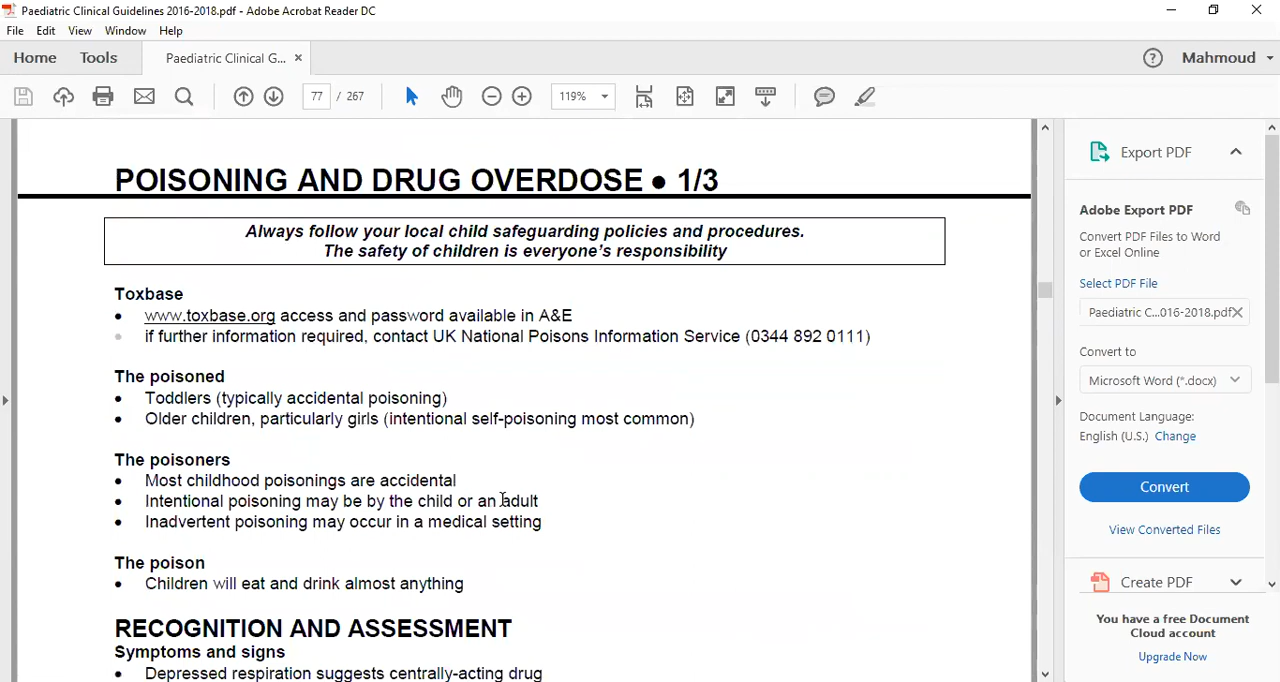 Paediatric Clinical Guidelines 2016-2018.pdf - Adobe Acrobat Reader DC
File Edit View Window Help
Home Tools Paediatric Clinical G... × ? Mahmoud
77 / 267 119%
POISONING AND DRUG OVERDOSE ● 1/3
Always follow your local child safeguarding policies and procedures.
The safety of children is everyone's responsibility
Toxbase
• www.toxbase.org access and password available in A&E
• if further information required, contact UK National Poisons Information Service (0344 892 0111)
The poisoned
• Toddlers (typically accidental poisoning)
• Older children, particularly girls (intentional self-poisoning most common)
The poisoners
• Most childhood poisonings are accidental
• Intentional poisoning may be by the child or an adult
• Inadvertent poisoning may occur in a medical setting
The poison
• Children will eat and drink almost anything
RECOGNITION AND ASSESSMENT
Symptoms and signs
• Depressed respiration suggests centrally-acting drug
Export PDF
Adobe Export PDF
Convert PDF Files to Word
or Excel Online
Select PDF File
Paediatric C...016-2018.pdf ×
Convert to
Microsoft Word (*.docx)
Document Language:
English (U.S.) Change
Convert
View Converted Files
Create PDF
You have a free Document
Cloud account
Upgrade Now